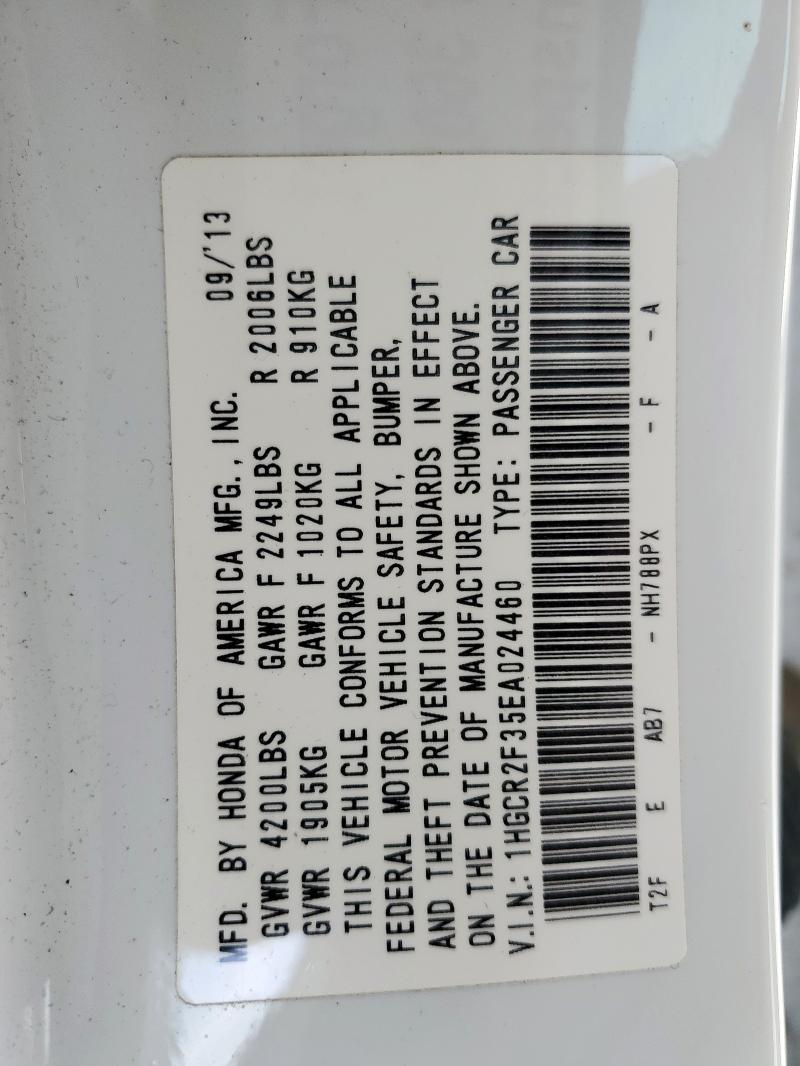 MFD. BY HONDA OF AMERICA MFG., INC. 09/'13
GVWR 4200LBS GAWR F 2249LBS R 2006LBS
GVWR 1905KG GAWR F 1020KG R 910KG
THIS VEHICLE CONFORMS TO ALL APPLICABLE
FEDERAL MOTOR VEHICLE SAFETY, BUMPER,
AND THEFT PREVENTION STANDARDS IN EFFECT
ON THE DATE OF MANUFACTURE SHOWN ABOVE.
V.I.N.: 1HGCR2F35EA024460 TYPE: PASSENGER CAR
T2F E AB7 - NH788PX - F - A